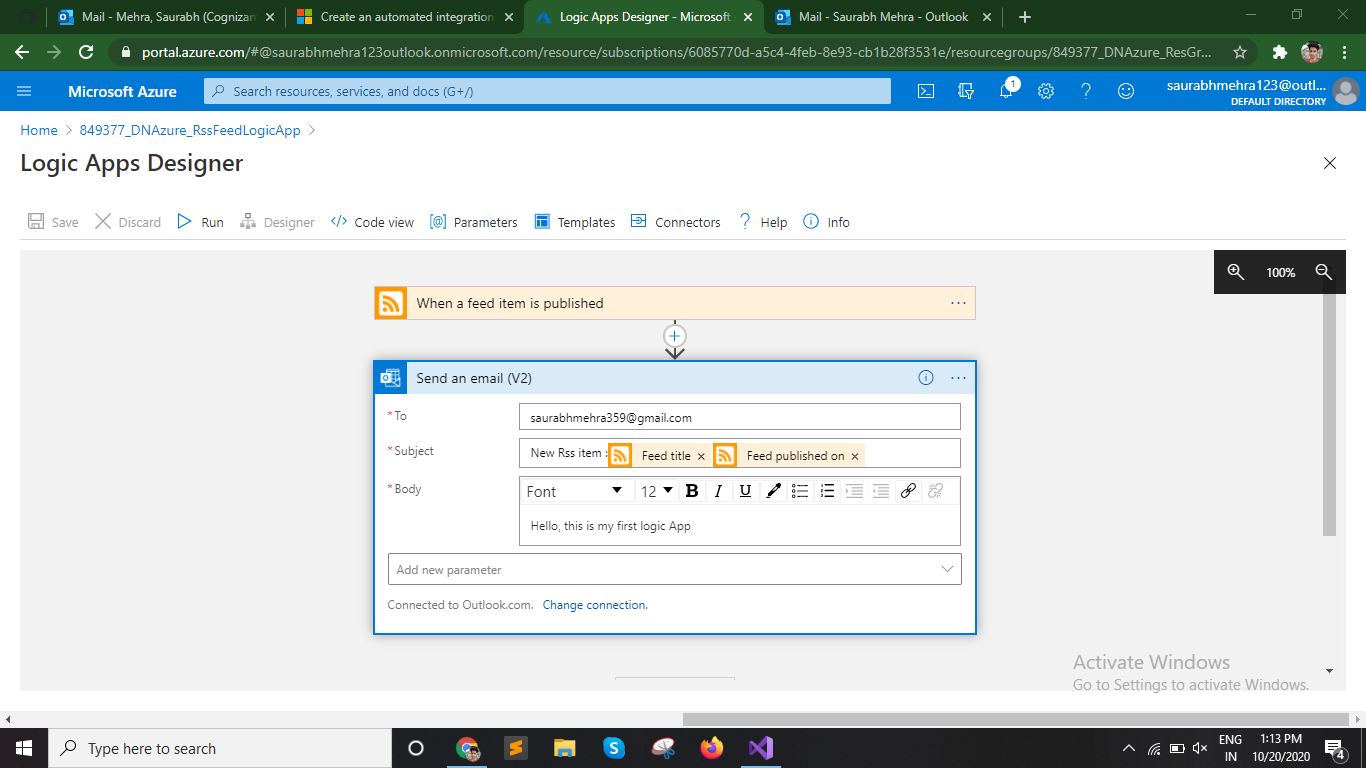 Mail - Mehra, Saurabh (Cognizan
Create an automated integration
Logic Apps Designer - Microsoft
Mail - Saurabh Mehra - Outlook
portal.azure.com/#@saurabhmehra123outlook.onmicrosoft.com/resource/subscriptions/6085770d-a5c4-4feb-8e93-cb1b28f3531e/resourcegroups/849377_DNAzure_ResGr...
Microsoft Azure
Search resources, services, and docs (G+/)
1
saurabhmehra123@outl...
DEFAULT DIRECTORY
Home > 849377_DNAzure_RssFeedLogicApp >
Logic Apps Designer
Save Discard Run Designer Code view Parameters Templates Connectors Help Info
100%
When a feed item is published
Send an email (V2)
*To
saurabhmehra359@gmail.com
*Subject
New Rss item : Feed title × Feed published on ×
*Body
Font 12 B I U
Hello, this is my first logic App
Add new parameter
Connected to Outlook.com. Change connection.
Activate Windows
Go to Settings to activate Windows.
Type here to search
ENG
IN
1:13 PM
10/20/2020
4